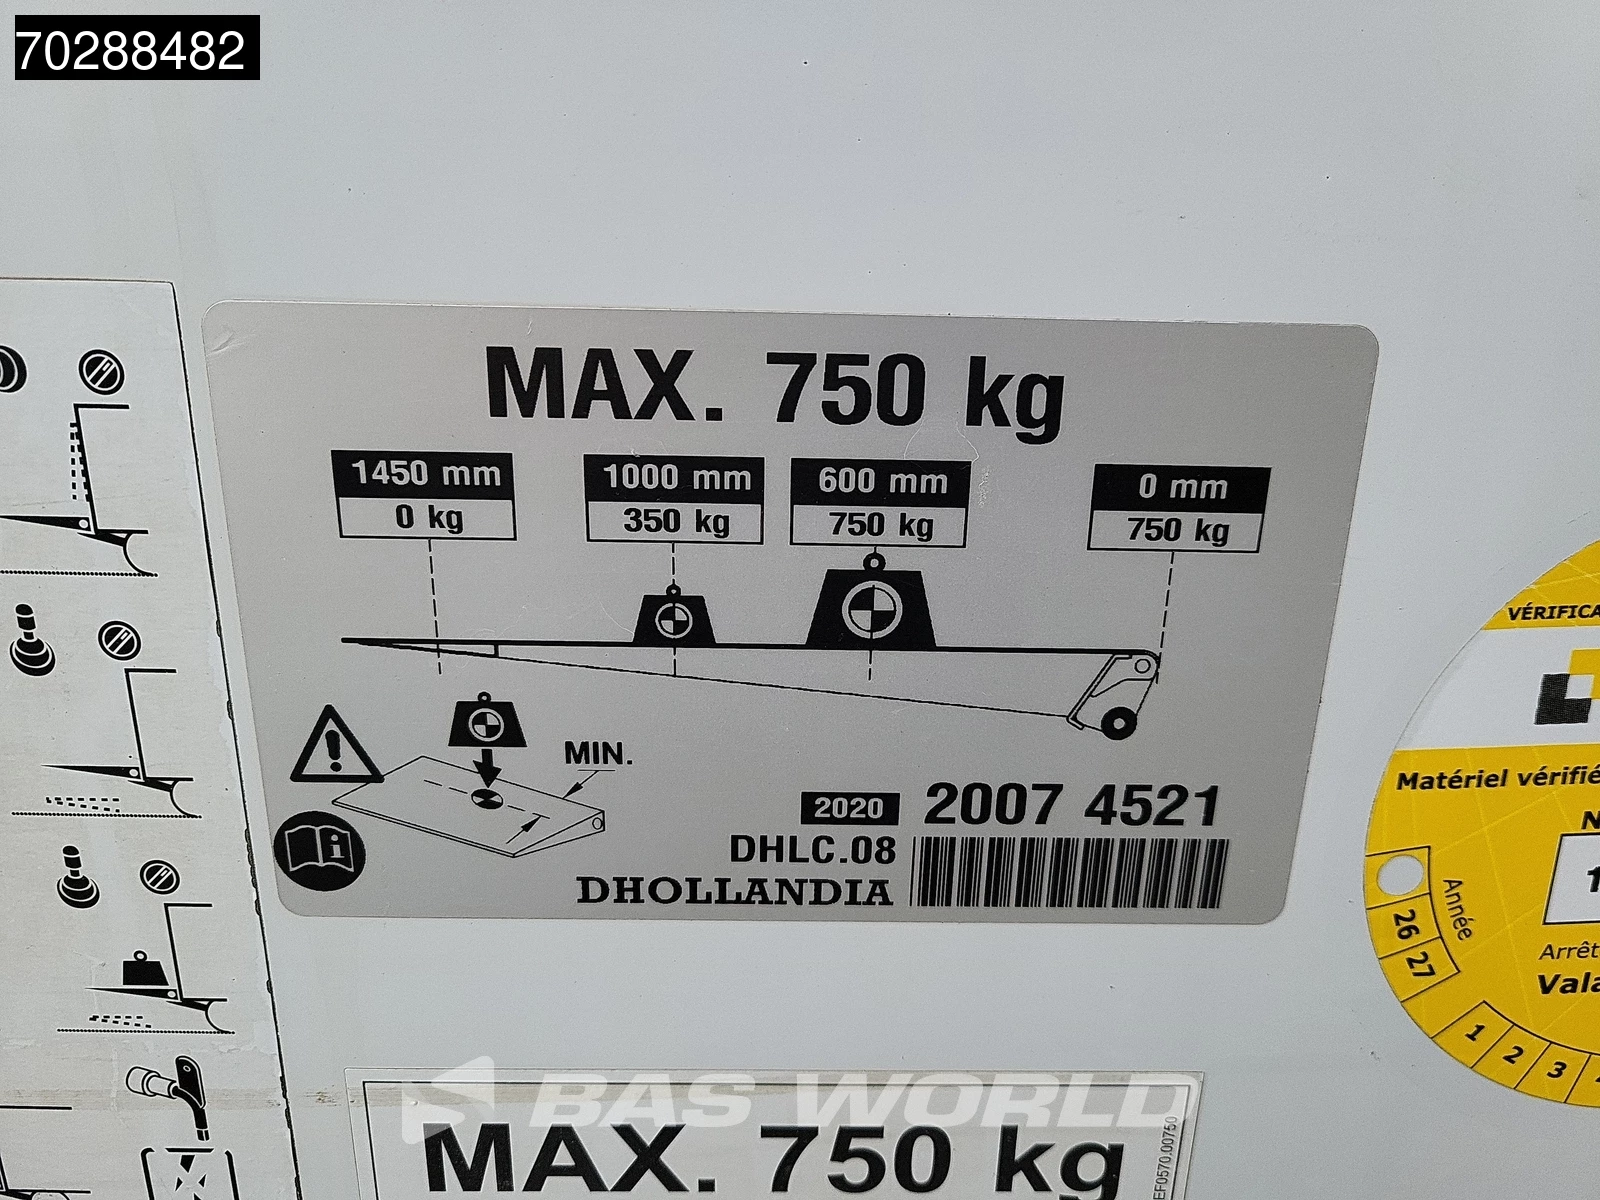 70288482
MAX. 750 kg
1450 mm
0 kg
1000 mm
350 kg
600 mm
750 kg
0 mm
750 kg
MIN.
2020 2007 4521
DHLC.08
DHOLLANDIA
Matériel vérifié
Année
26
27
1
2
3
BAS WORLD
MAX. 750 kg
EF0570.00750